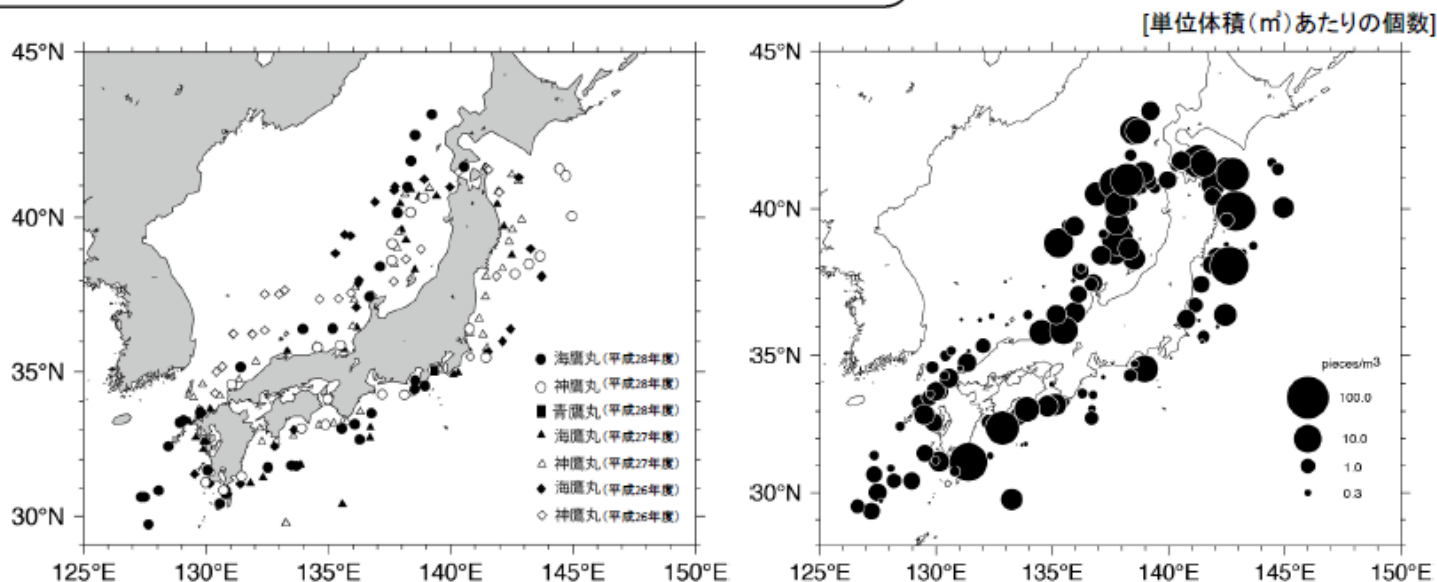 [単位体積(㎥)あたりの個数]
45°N
40°N
35°N
30°N
125°E 130°E 135°E 140°E 145°E 150°E
海鷹丸(平成28年度)
神鷹丸(平成28年度)
青鷹丸(平成28年度)
海鷹丸(平成27年度)
神鷹丸(平成27年度)
海鷹丸(平成26年度)
神鷹丸(平成26年度)
45°N
40°N
35°N
30°N
pieces/m³
100.0
10.0
1.0
0.3
125°E 130°E 135°E 140°E 145°E 150°E